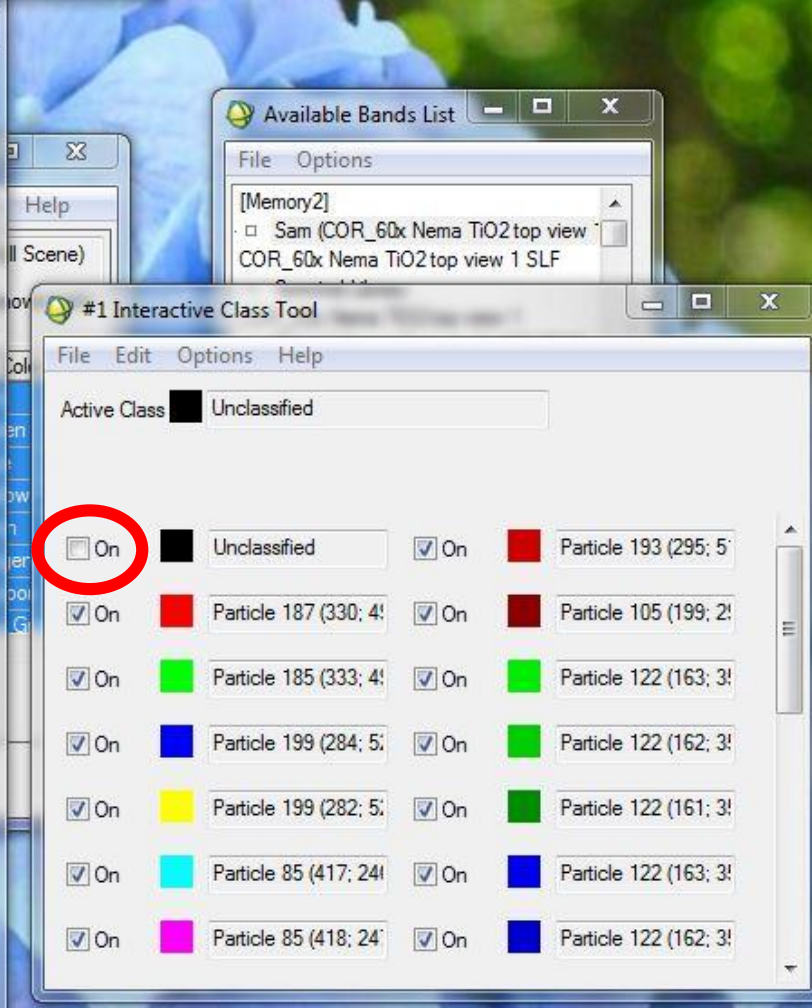 Available Bands List
File Options
[Memory2]
Sam (COR_60x Nema TiO2 top view
COR_60x Nema TiO2 top view 1 SLF
Help
ll Scene)
#1 Interactive Class Tool
File Edit Options Help
Active Class Unclassified
On Unclassified On Particle 193 (295; 5
On Particle 187 (330; 4 On Particle 105 (199; 2
On Particle 185 (333; 4 On Particle 122 (163; 3
On Particle 199 (284; 5 On Particle 122 (162; 3
On Particle 199 (282; 5 On Particle 122 (161; 3
On Particle 85 (417; 24 On Particle 122 (163; 3
On Particle 85 (418; 24 On Particle 122 (162; 3